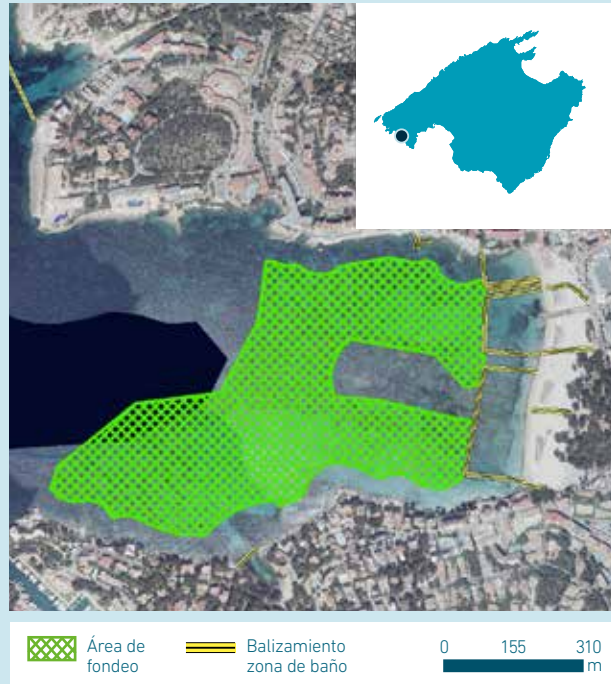 Área de
fondeo
Balizamiento
zona de baño
0 155 310
m